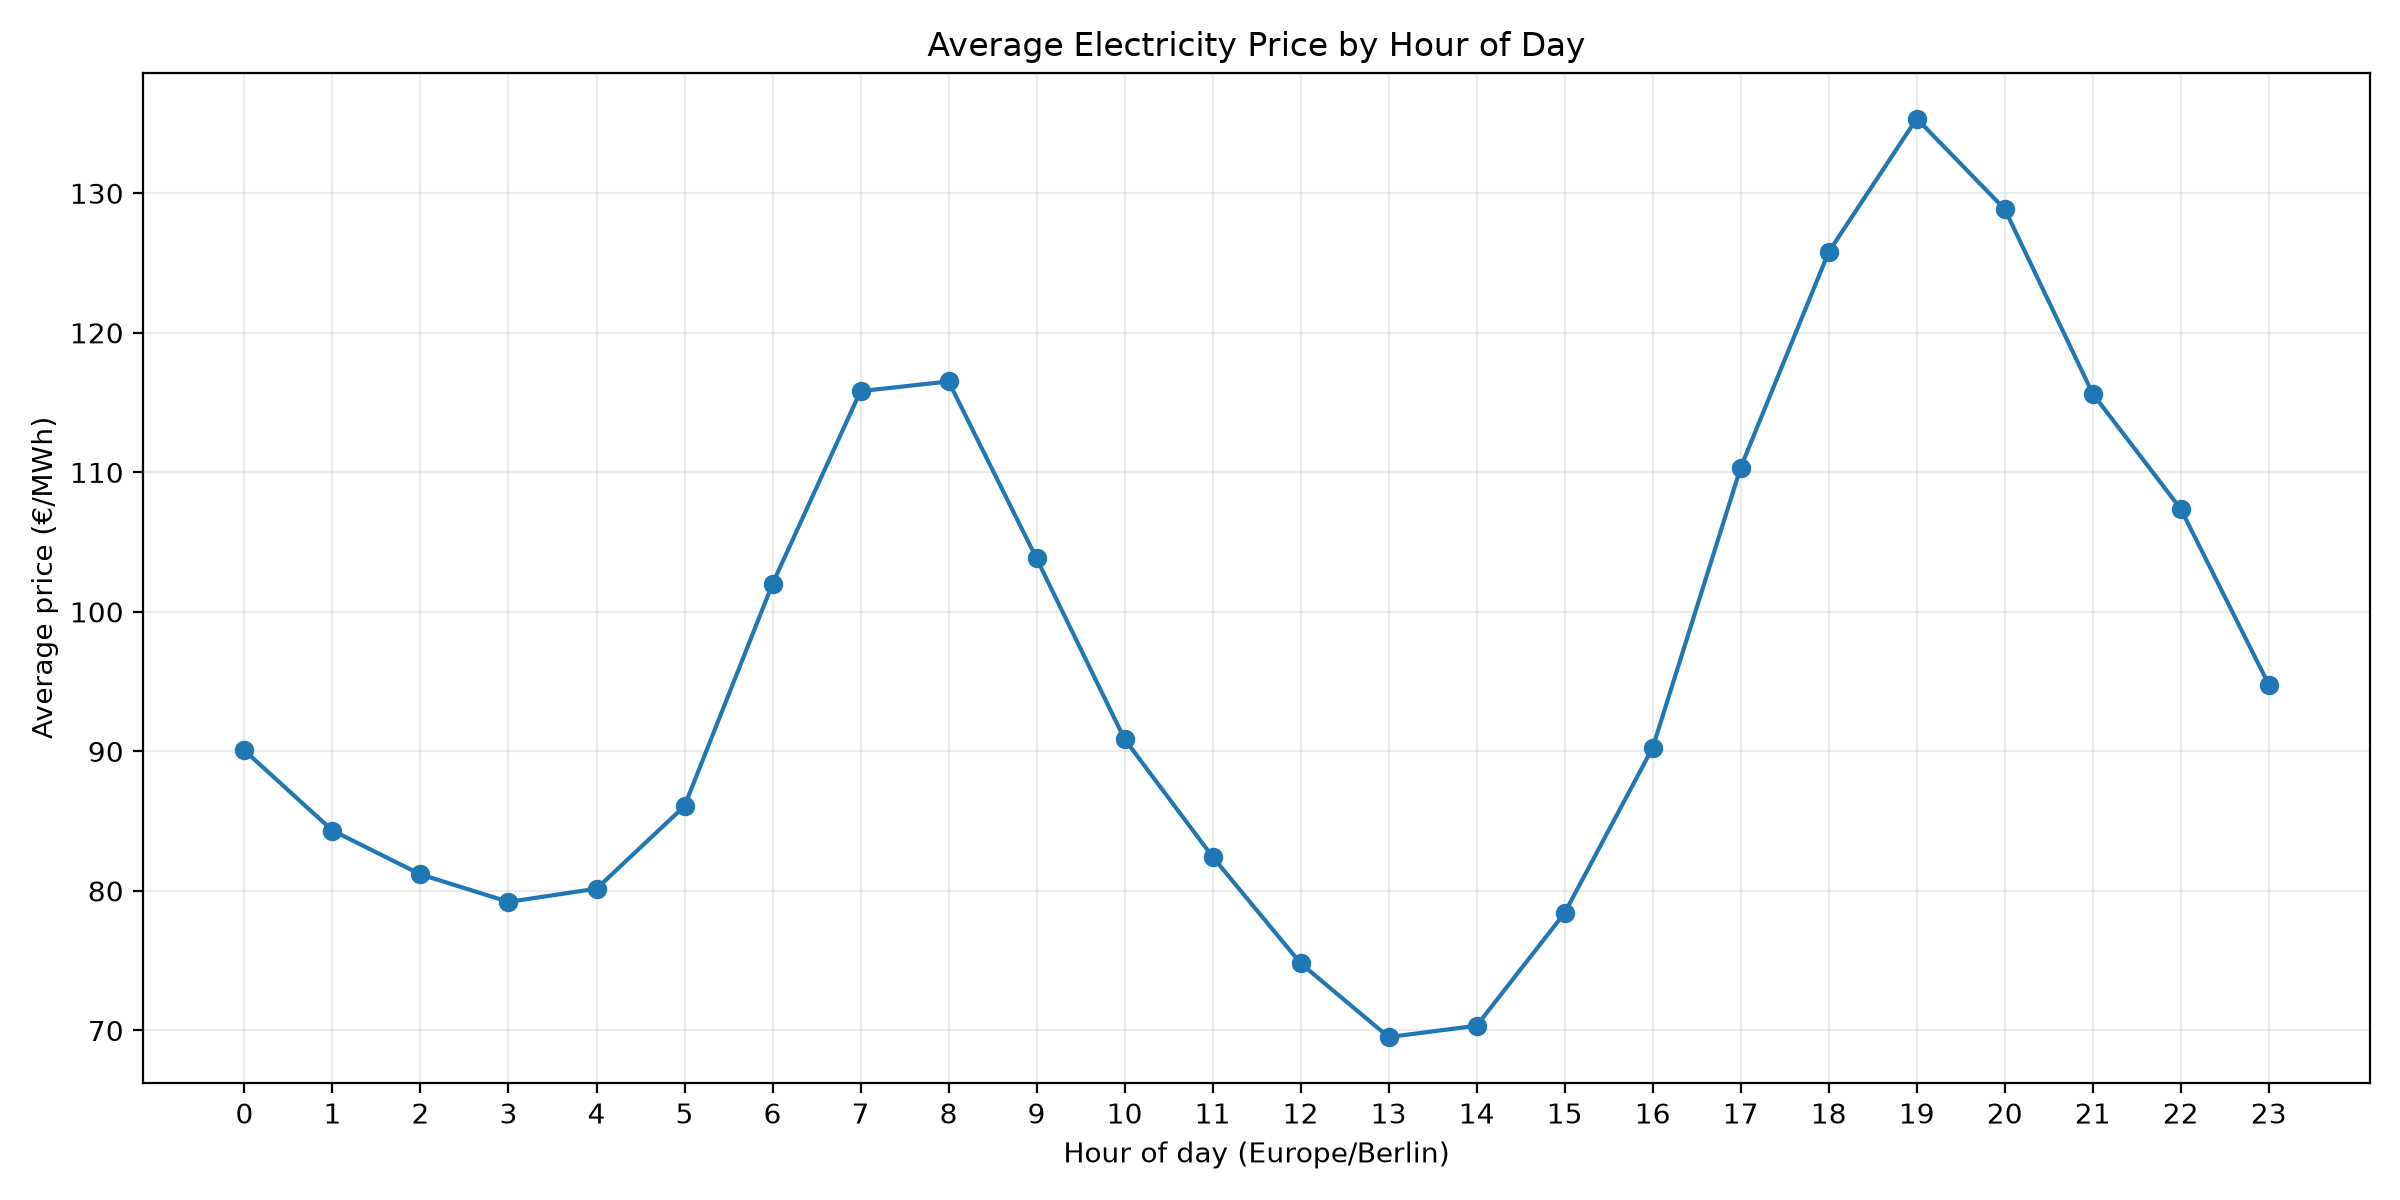 Average Electricity Price by Hour of Day
Average price (€/MWh)
130
120
110
100
90
80
70
0 1 2 3 4 5 6 7 8 9 10 11 12 13 14 15 16 17 18 19 20 21 22 23
Hour of day (Europe/Berlin)